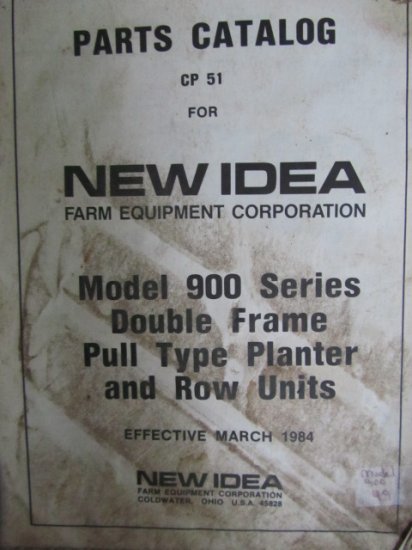 PARTS CATALOG
CP 51
FOR
NEW IDEA
FARM EQUIPMENT CORPORATION
Model 900 Series
Double Frame
Pull Type Planter
and Row Units
EFFECTIVE MARCH 1984
NEW IDEA
FARM EQUIPMENT CORPORATION
COLDWATER, OHIO U.S.A. 45828
model
900